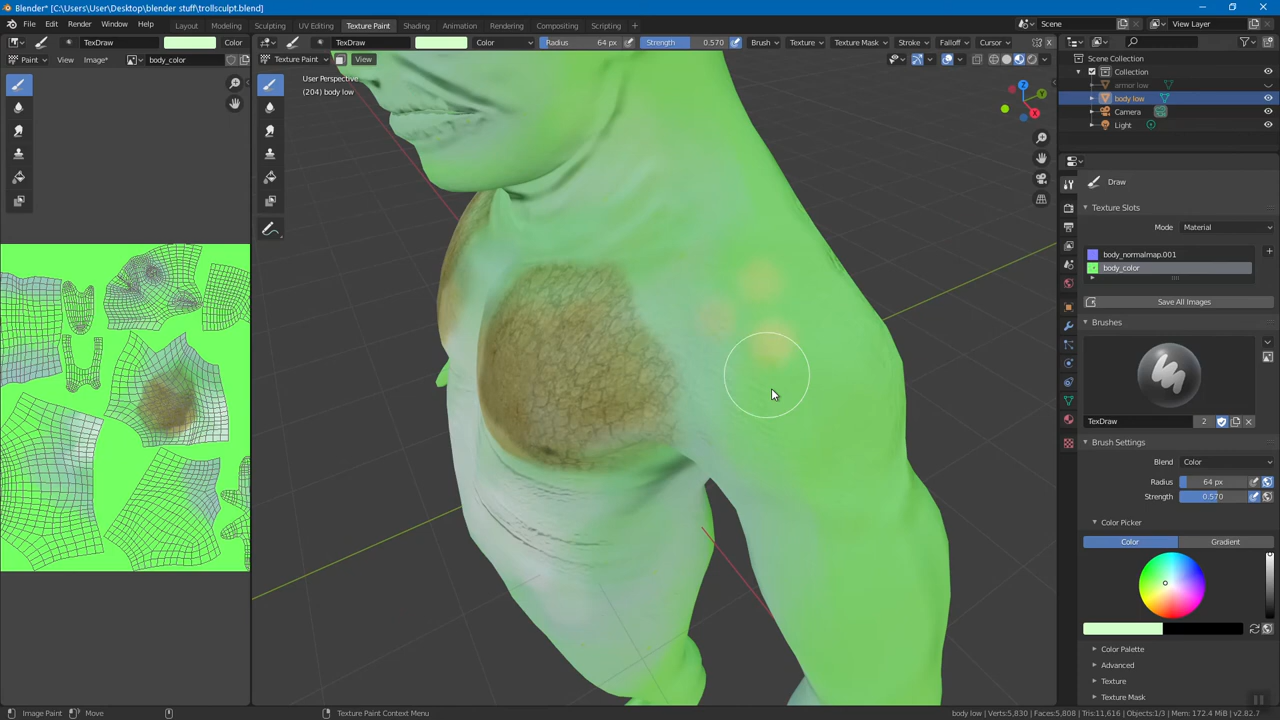 Blender* [C:\Users\User\Desktop\blender stuff\trollsculpt.blend]
File Edit Render Window Help Layout Modeling Sculpting UV Editing Texture Paint Shading Animation Rendering Compositing Scripting Scene View Layer
TexDraw Color TexDraw Color Radius 64 px Strength 0.570 Brush Texture Texture Mask Stroke Falloff Cursor
Paint View Image* body_color Texture Paint View
Scene Collection
Collection
armor low
body low
Camera
Light
User Perspective
(204) body low
Z
Y
X
Draw
Texture Slots
Mode Material
body_normalmap.001
body_color
Save All Images
Brushes
TexDraw 2
Brush Settings
Blend Color
Radius 64 px
Strength 0.570
Color Picker
Color Gradient
Color Palette
Advanced
Texture
Texture Mask
Image Paint Move Texture Paint Context Menu body low | Verts:5,830 | Faces:5,808 | Tris:11,616 | Objects:1/3 | Mem: 172.4 MiB | v2.82.7